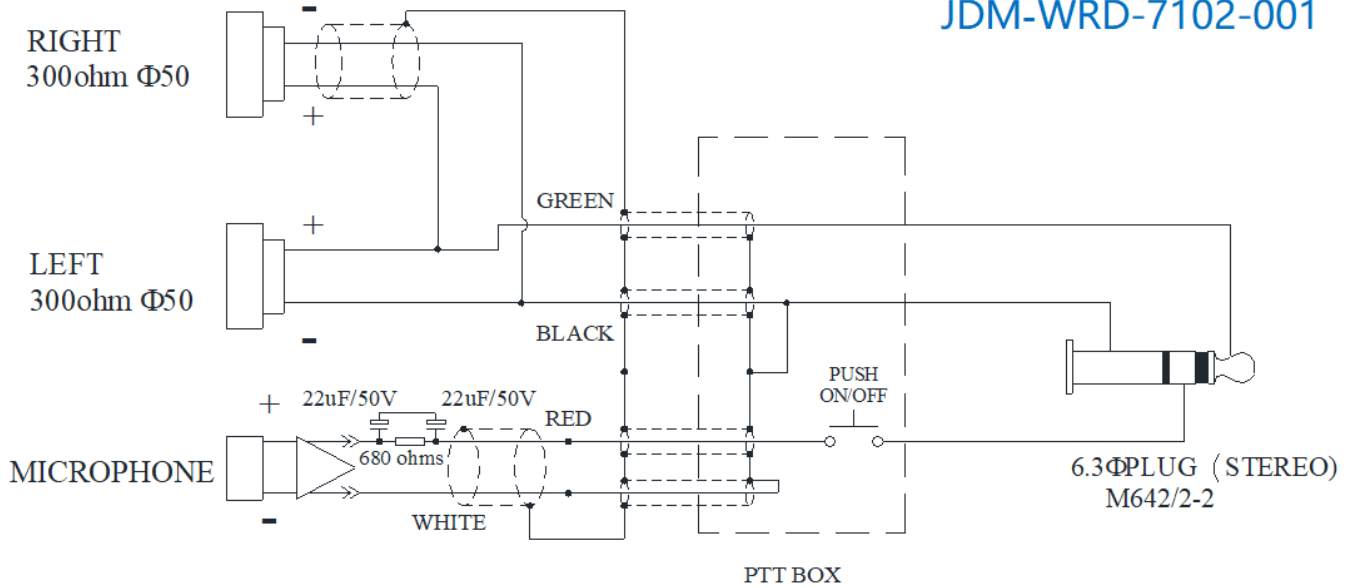 JDM-WRD-7102-001
-
RIGHT
300ohm Φ50
+
GREEN
+
LEFT
300ohm Φ50
-
BLACK
PUSH
ON/OFF
+
22uF/50V
22uF/50V
RED
680 ohms
MICROPHONE
-
WHITE
6.3ΦPLUG (STEREO)
M642/2-2
PTT BOX